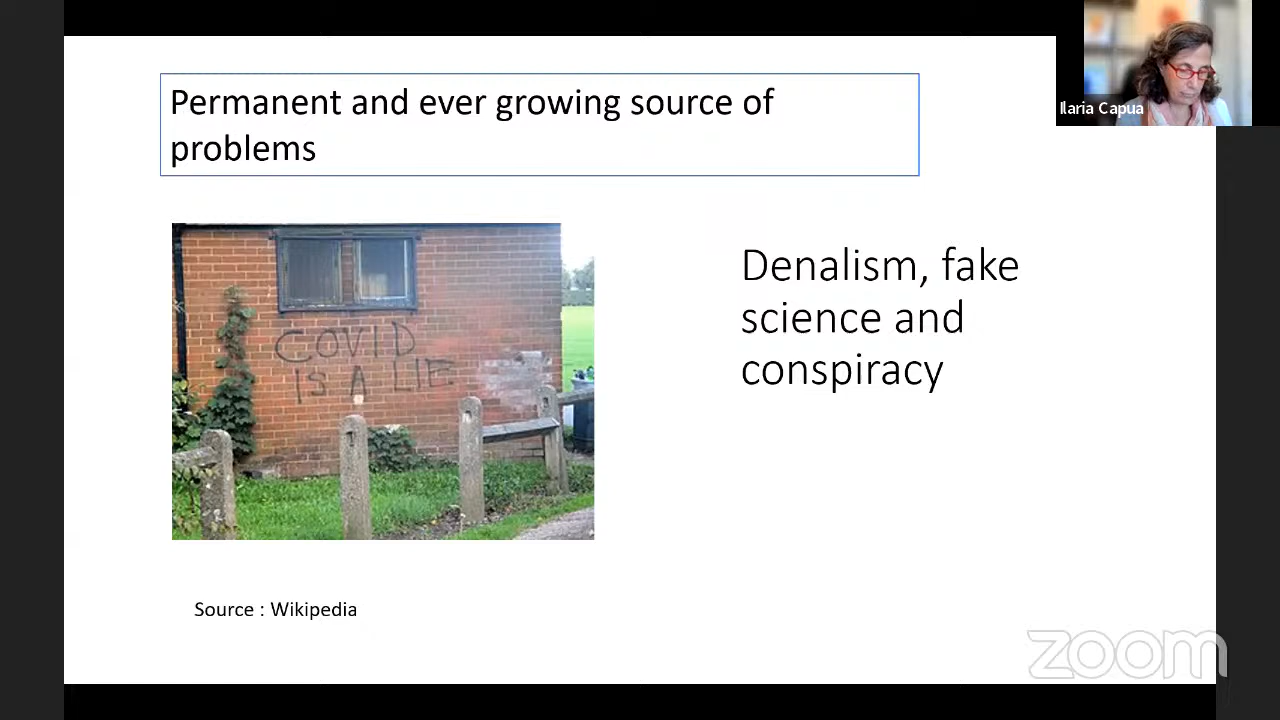 Permanent and ever growing source of
problems
Ilaria Capua
Denalism, fake
science and
conspiracy
COVID
IS A LIE
Source : Wikipedia
zoom